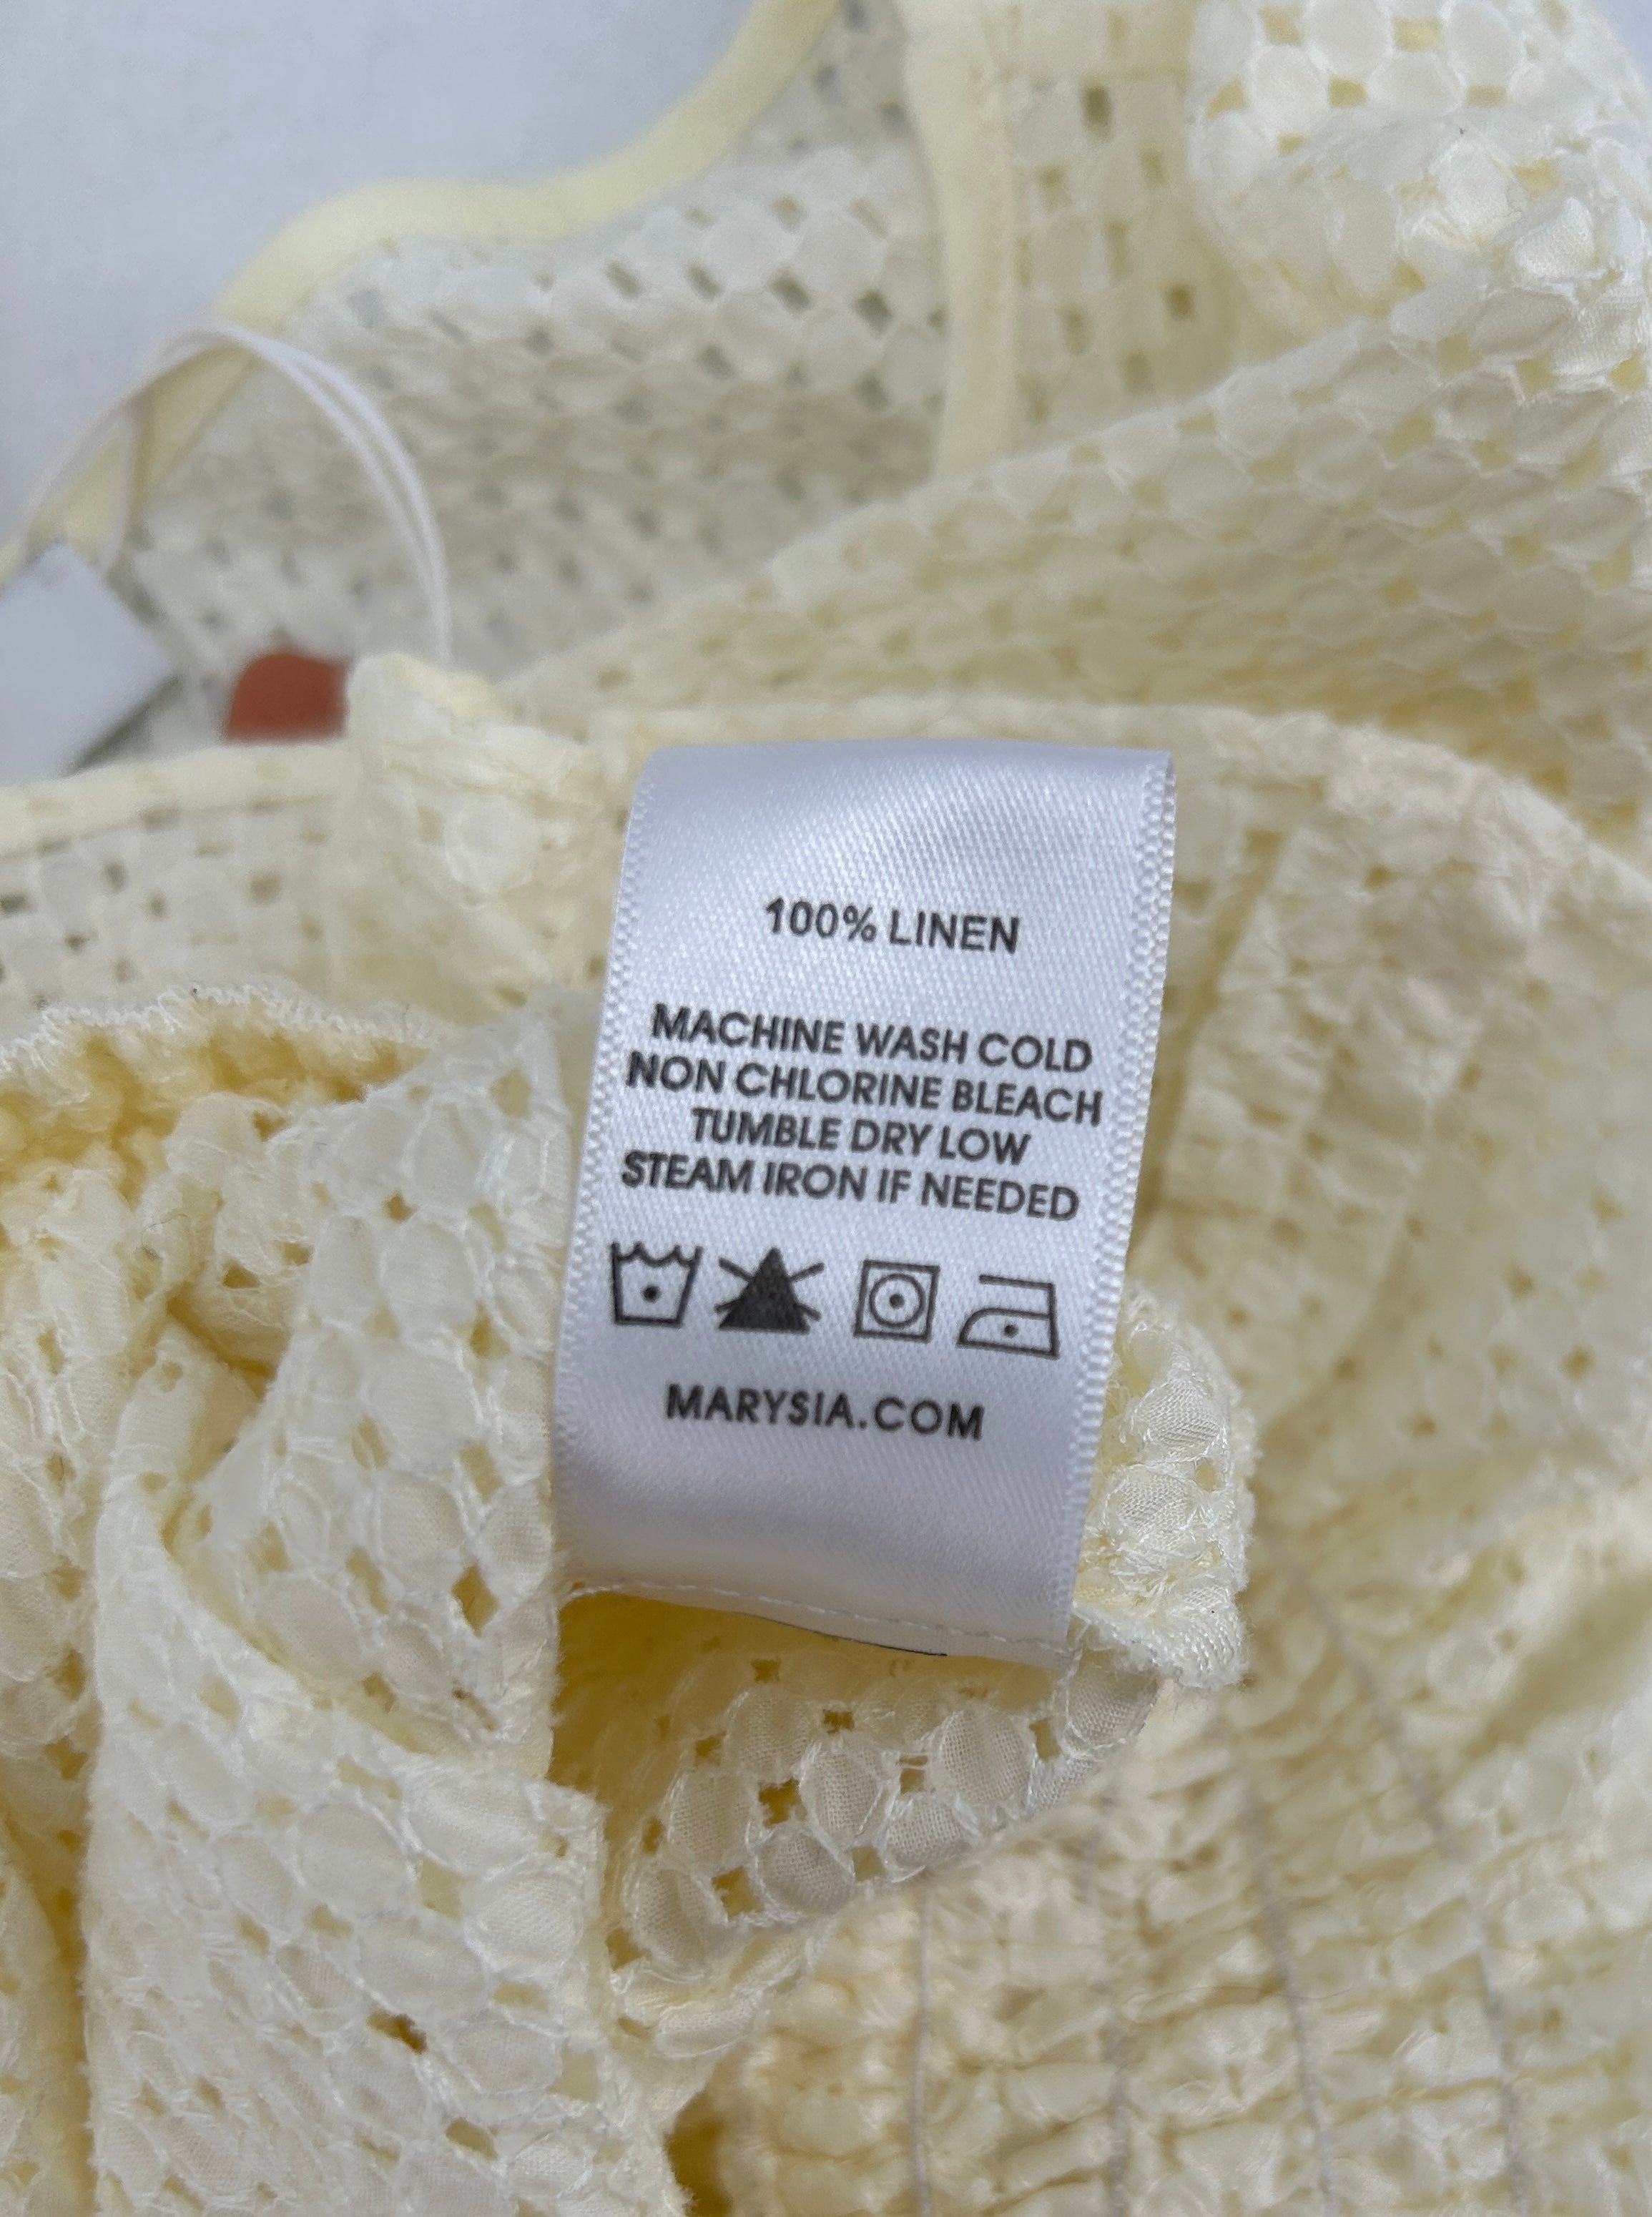 100% LINEN
MACHINE WASH COLD
NON CHLORINE BLEACH
TUMBLE DRY LOW
STEAM IRON IF NEEDED
MARYSIA.COM